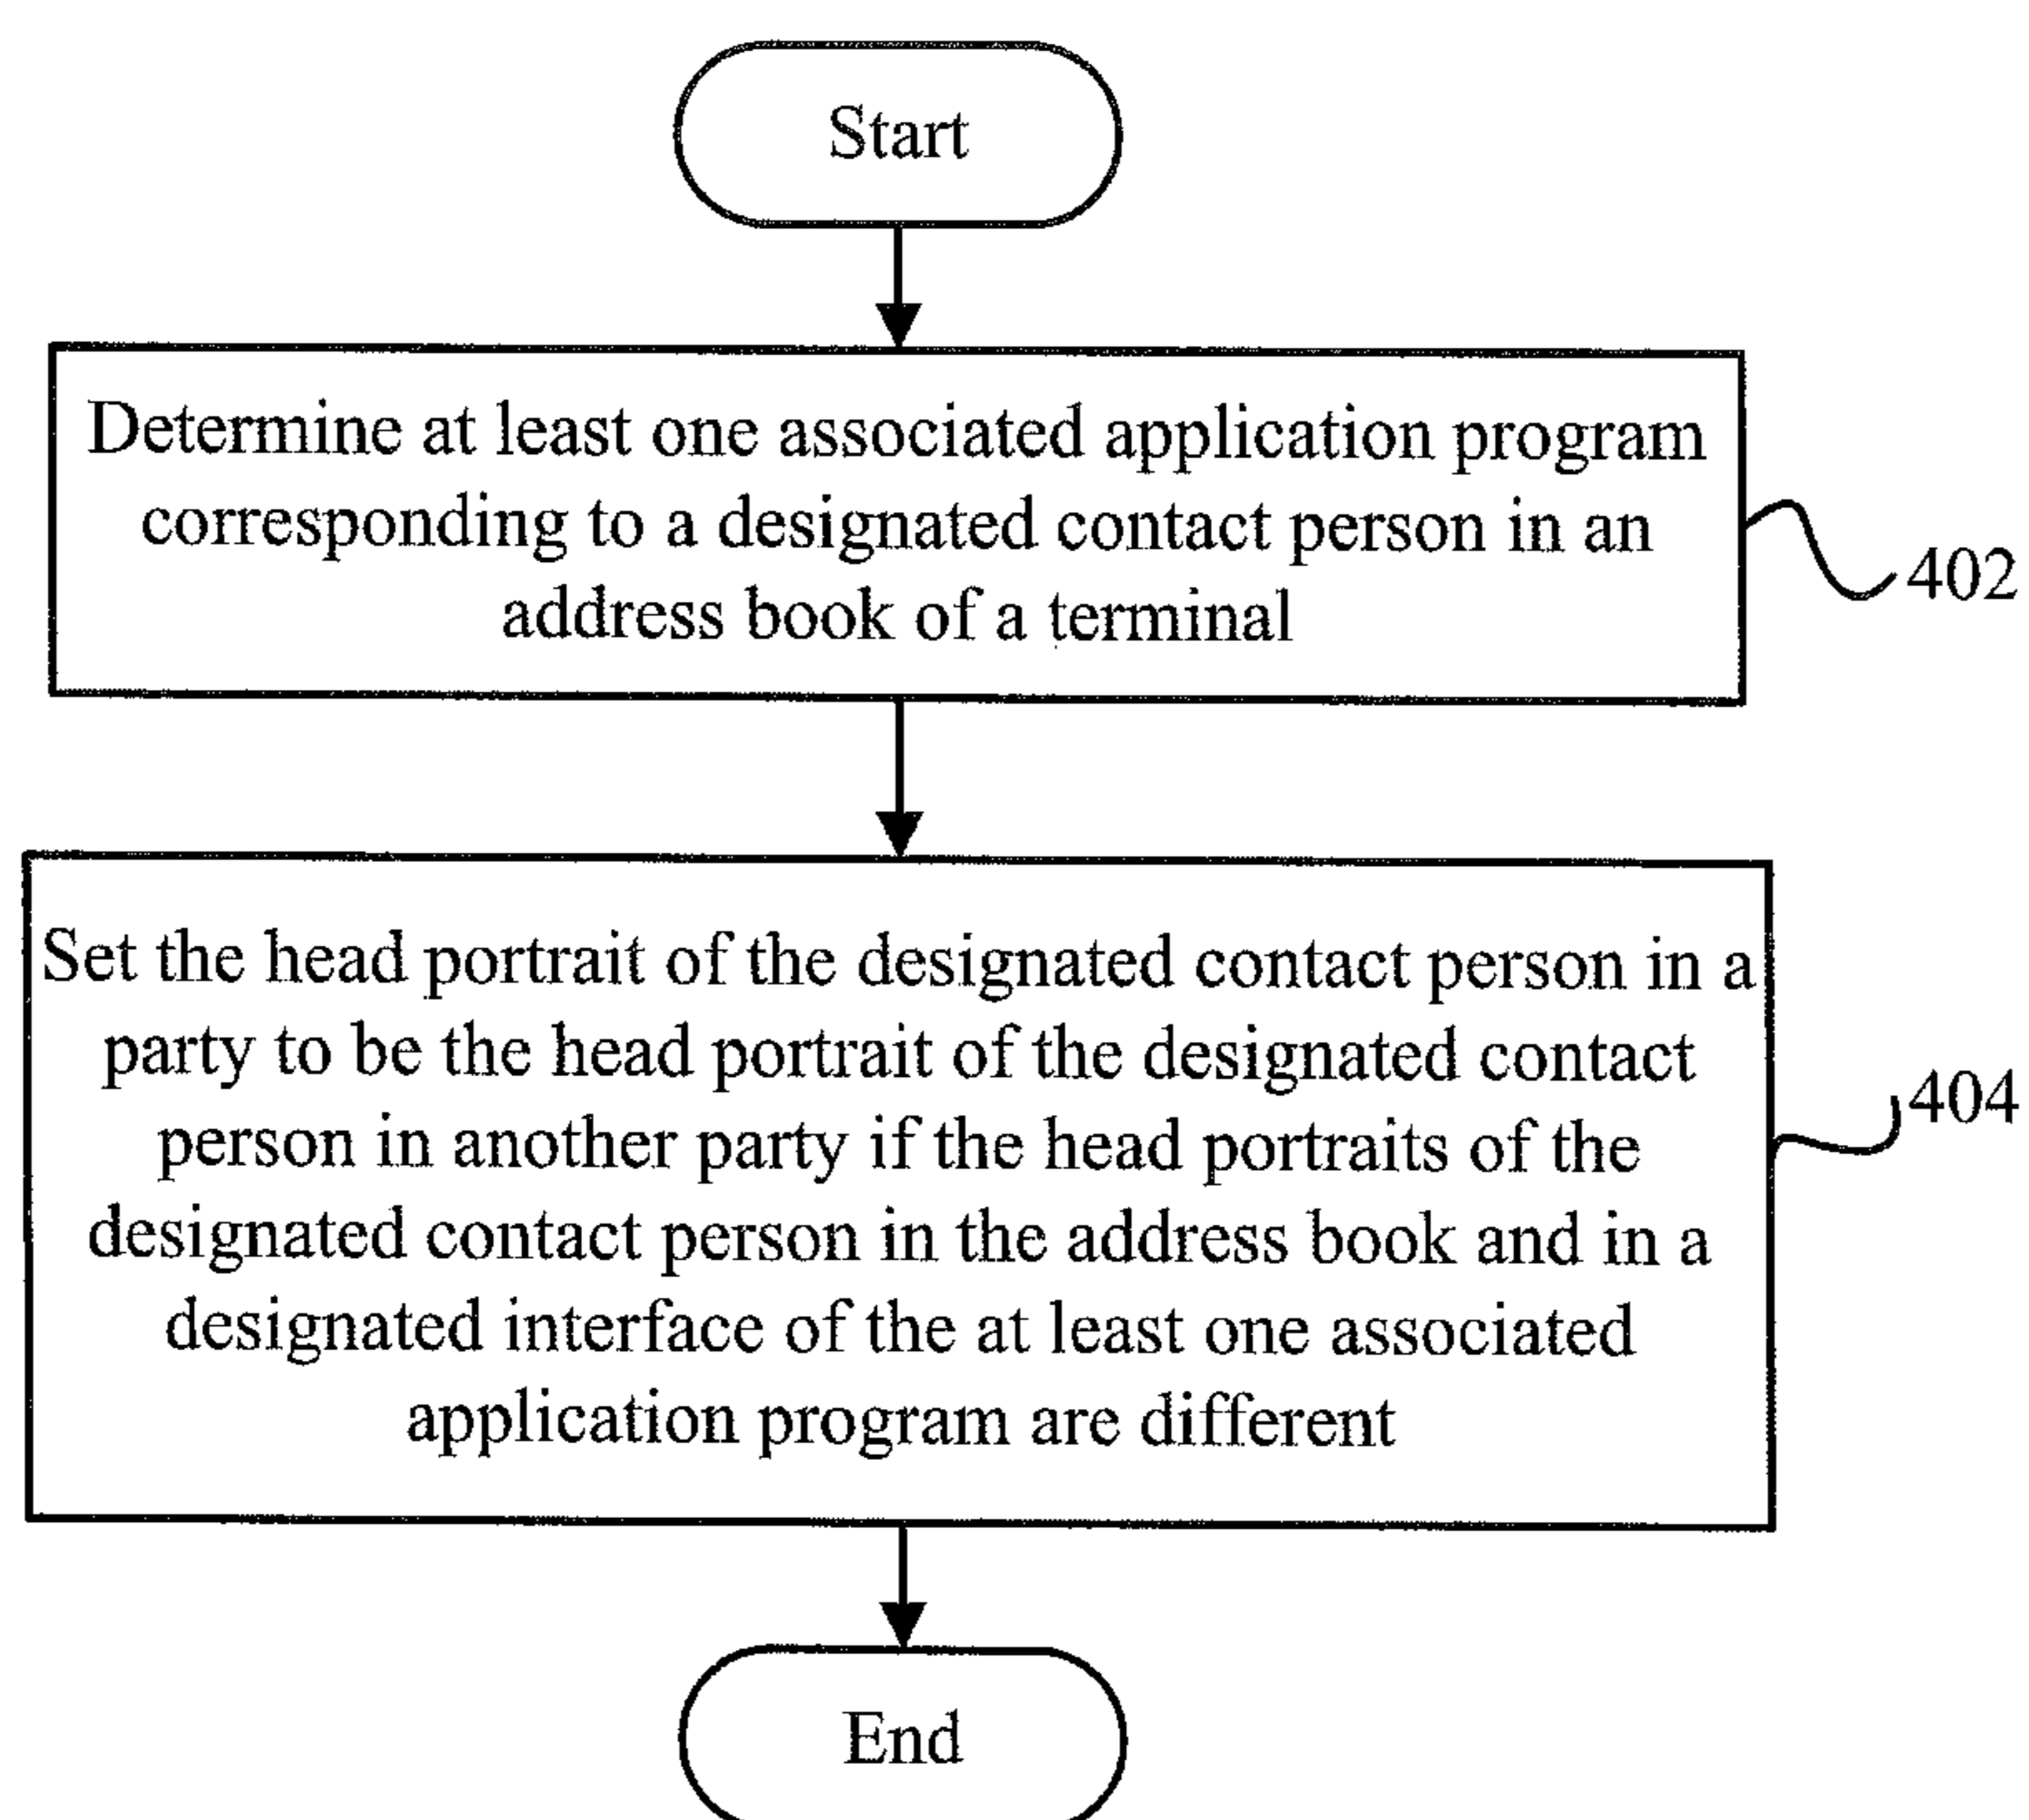 Start
Determine at least one associated application program
corresponding to a designated contact person in an
address book of a terminal
402
Set the head portrait of the designated contact person in a
party to be the head portrait of the designated contact
person in another party if the head portraits of the
designated contact person in the address book and in a
designated interface of the at least one associated
application program are different
404
End